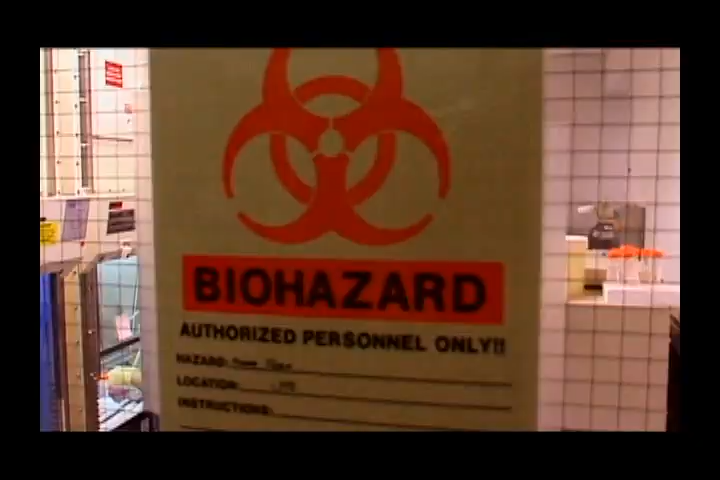 BIOHAZARD
AUTHORIZED PERSONNEL ONLY!!
HAZARD:
LOCATION:
INSTRUCTIONS: